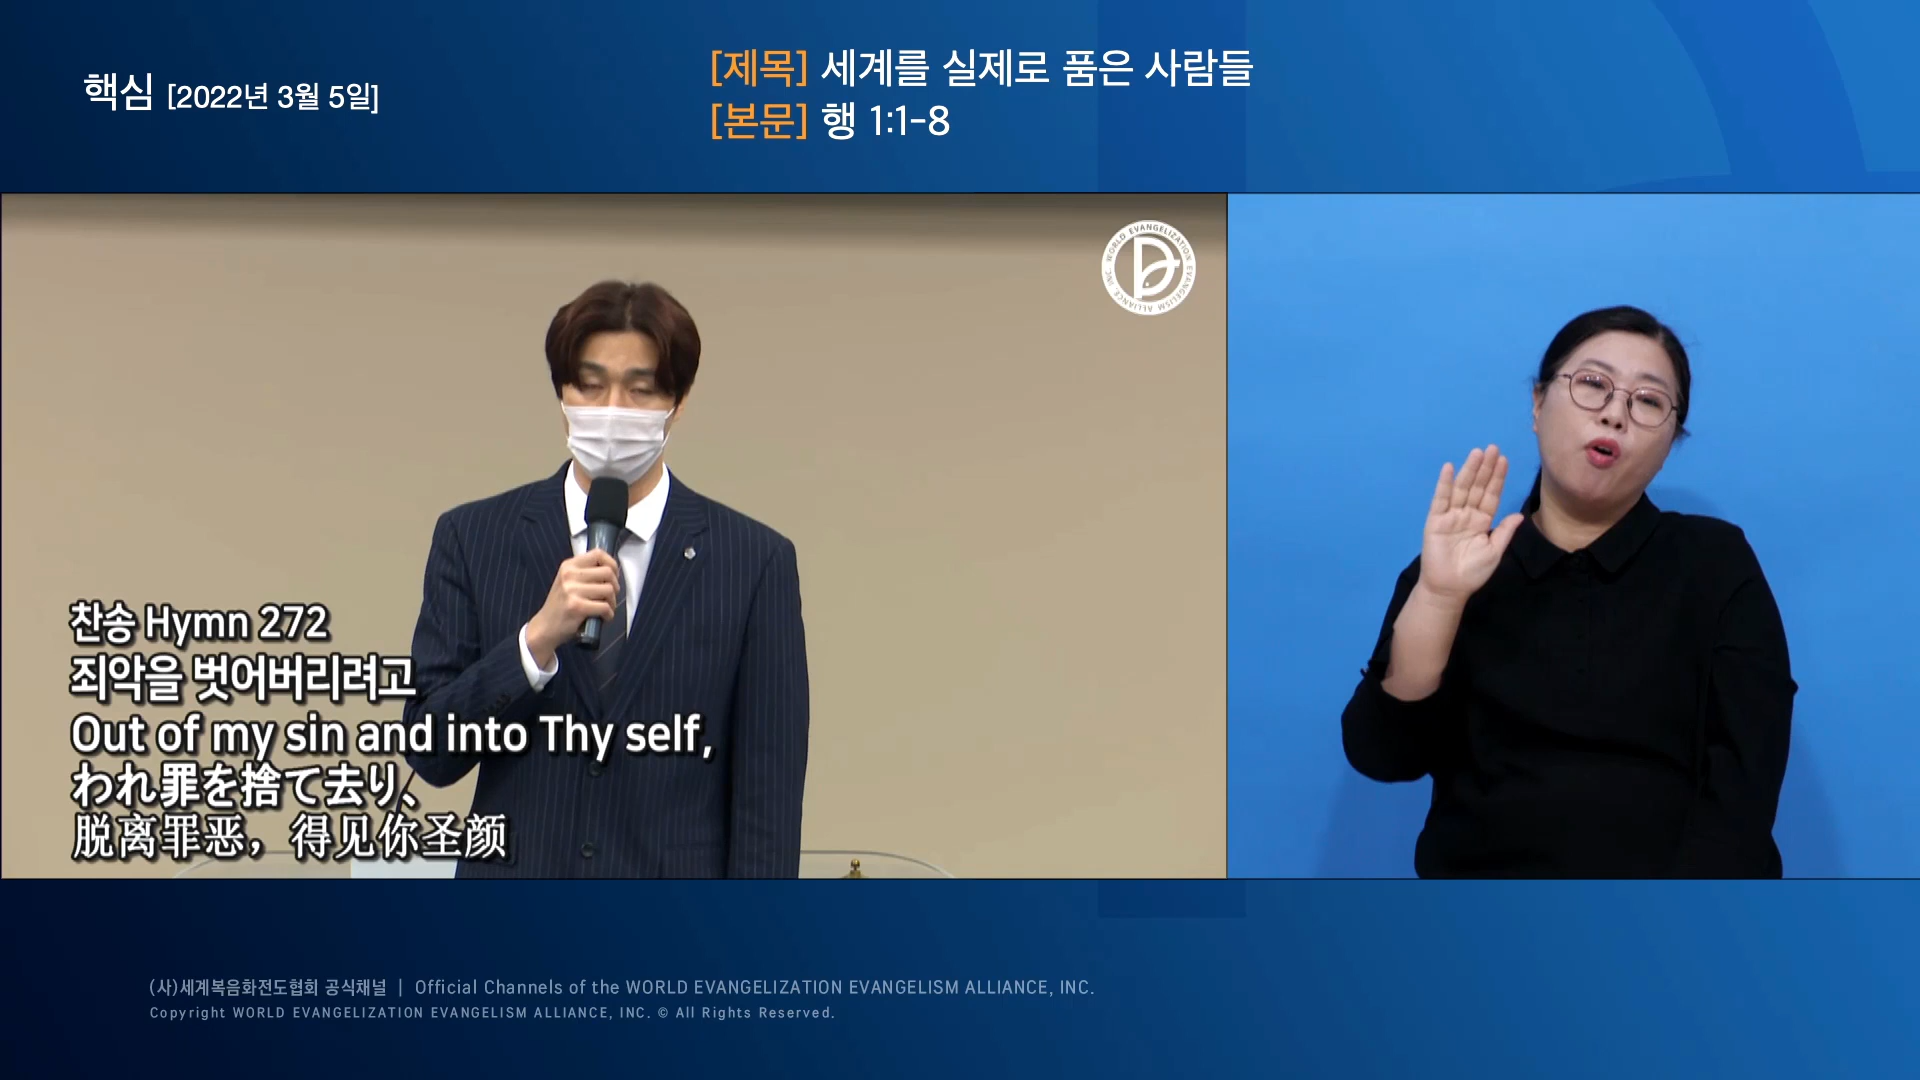 핵심 [2022년 3월 5일]
[제목] 세계를 실제로 품은 사람들
[본문] 행 1:1-8
WORLD EVANGELIZATION EVANGELISM ALLIANCE, INC.
찬송 Hymn 272
죄악을 벗어버리려고
Out of my sin and into Thy self,
われ罪を捨て去り、
脱离罪恶，得见你圣颜
(사)세계복음화전도협회 공식채널 | Official Channels of the WORLD EVANGELIZATION EVANGELISM ALLIANCE, INC.
Copyright WORLD EVANGELIZATION EVANGELISM ALLIANCE, INC. © All Rights Reserved.